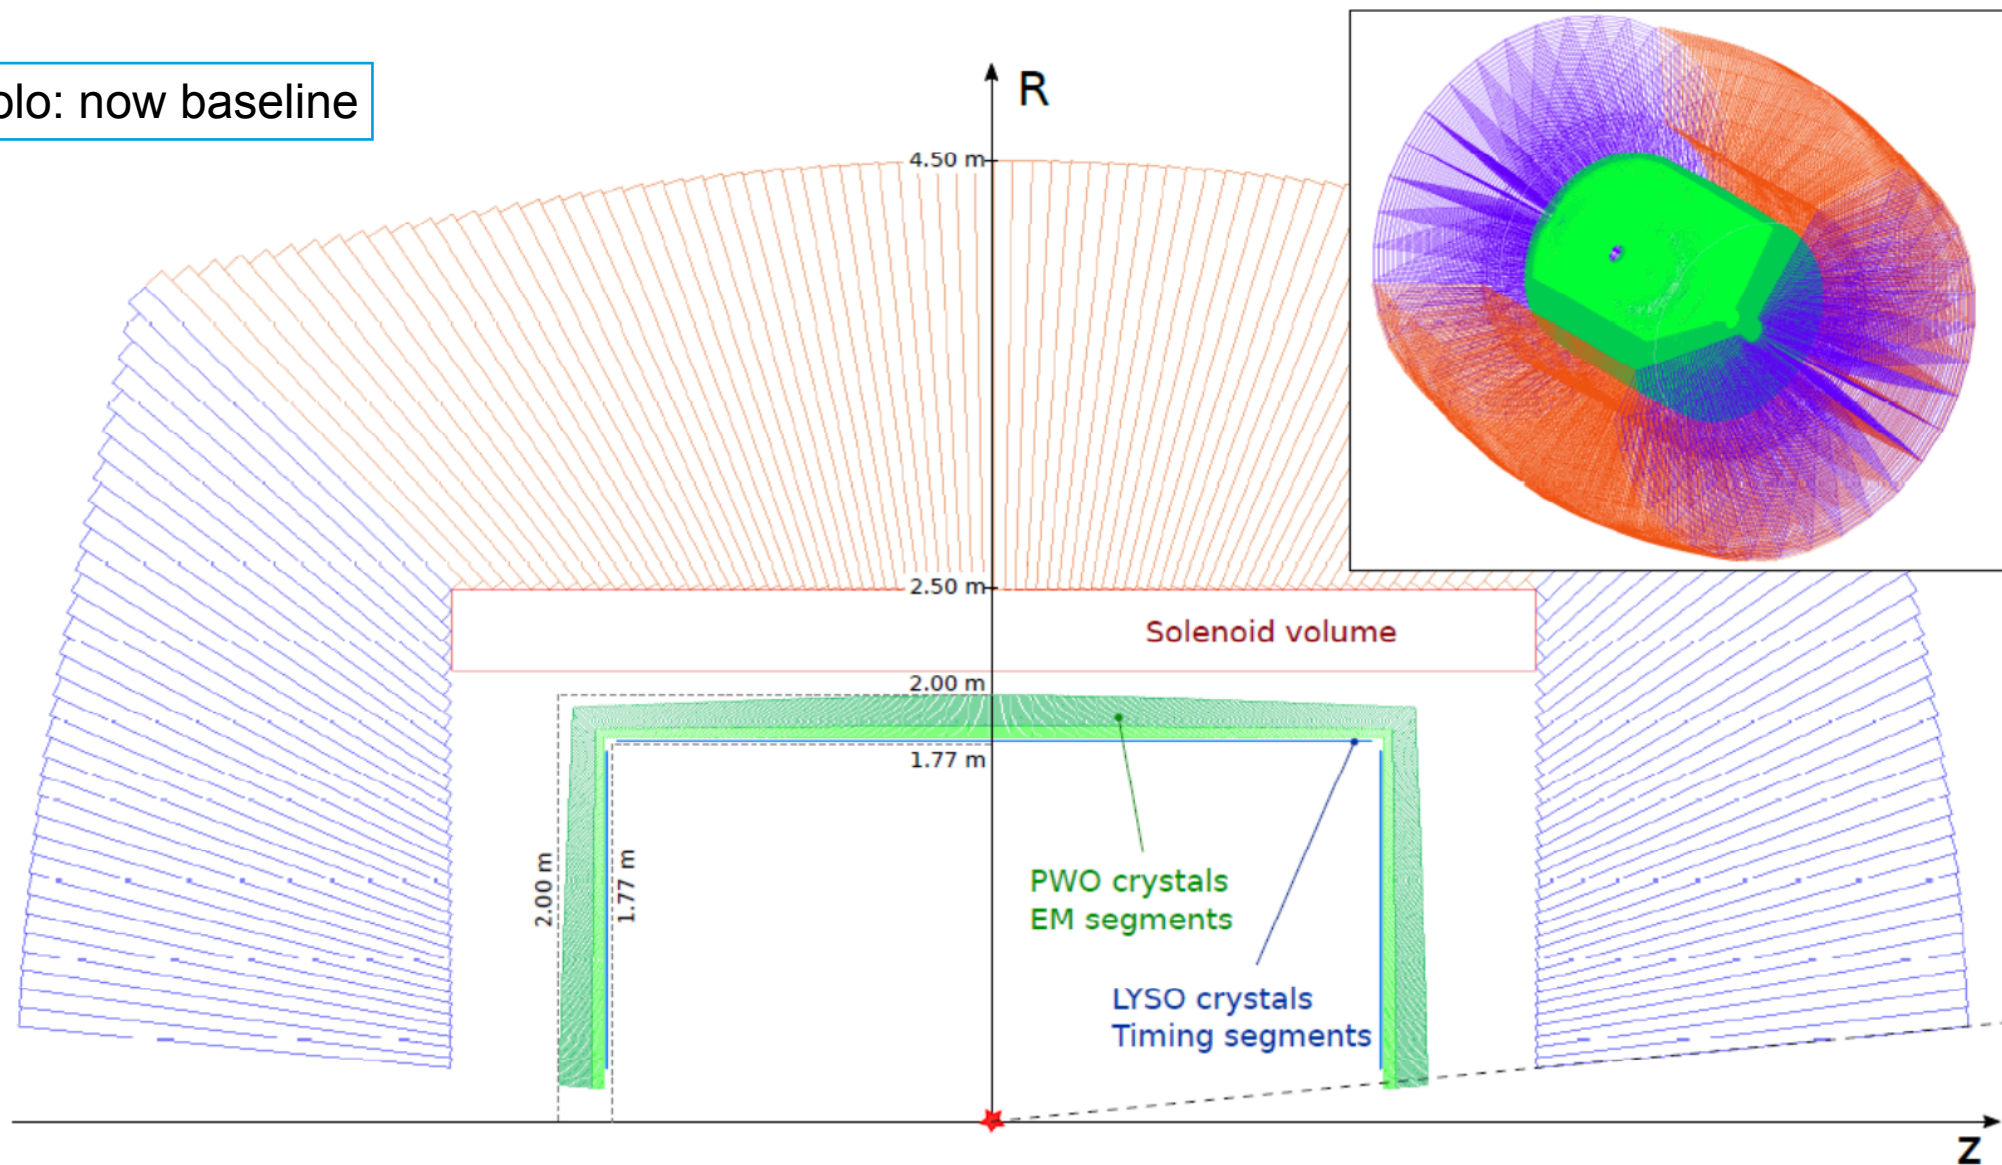 olo: now baseline
R
4.50 m
2.50 m
Solenoid volume
2.00 m
1.77 m
2.00 m
1.77 m
PWO crystals
EM segments
LYSO crystals
Timing segments
Z